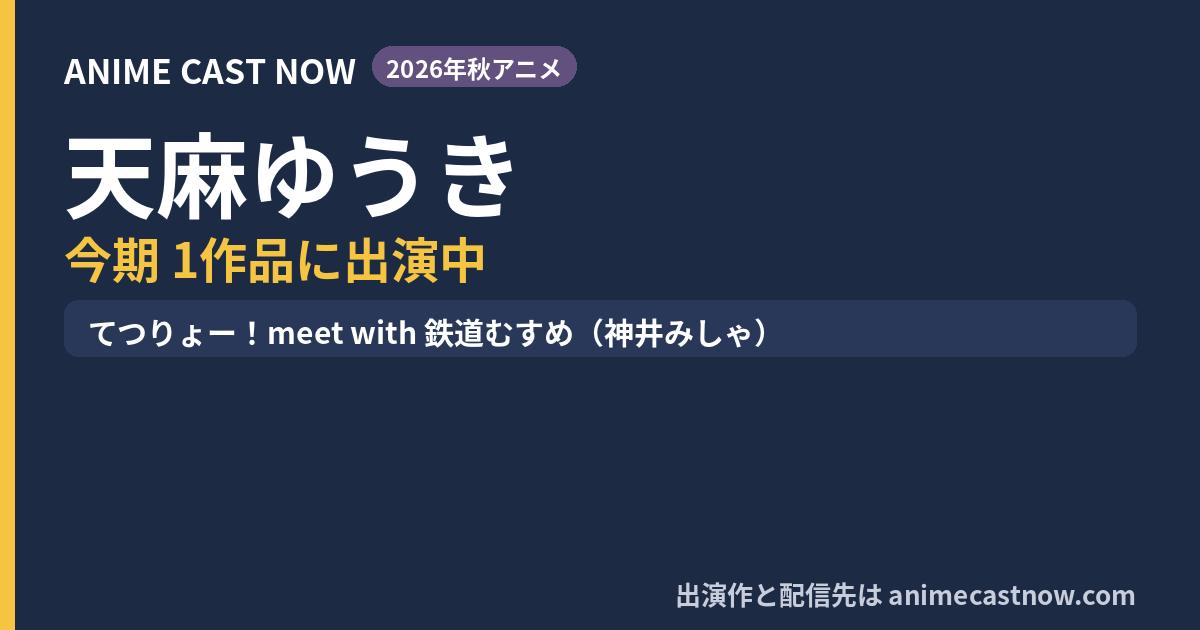 ANIME CAST NOW 2026年秋アニメ
天麻ゆうき
今期 1作品に出演中
てつりょー！meet with 鉄道むすめ（神井みしゃ）
出演作と配信先は animecastnow.com